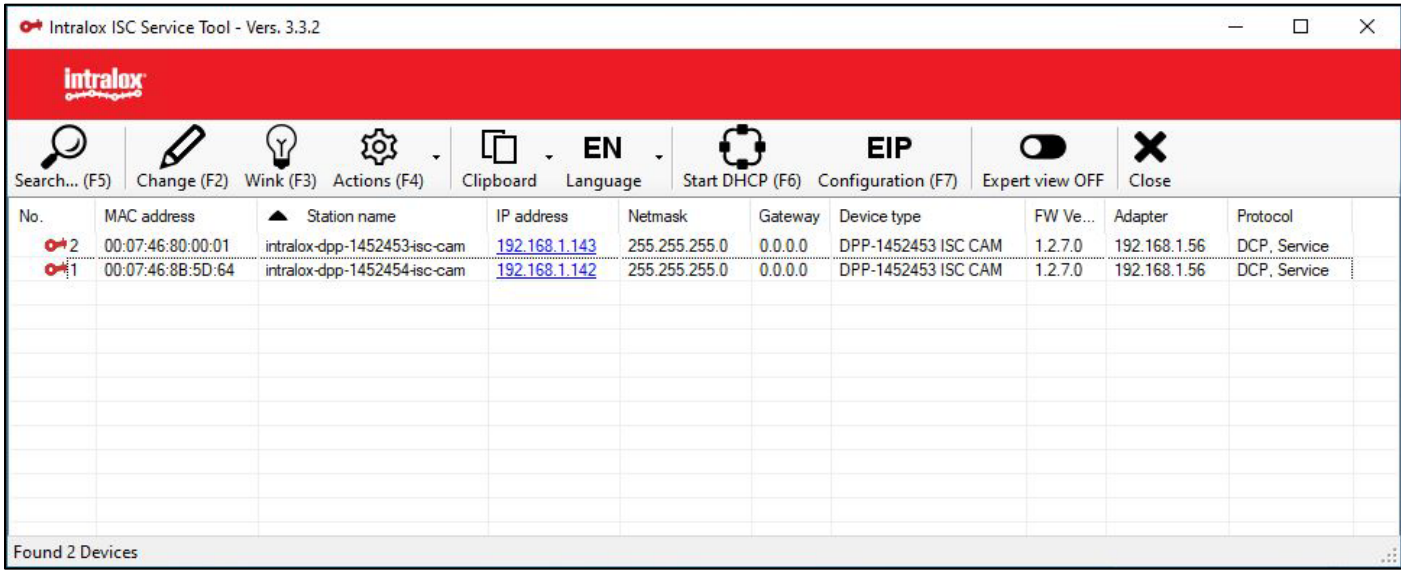 Intralox ISC Service Tool - Vers. 3.3.2
intralox
EN EIP
Search... (F5) Change (F2) Wink (F3) Actions (F4) Clipboard Language Start DHCP (F6) Configuration (F7) Expert view OFF Close
No. MAC address Station name IP address Netmask Gateway Device type FW Ve... Adapter Protocol
2 00:07:46:80:00:01 intralox-dpp-1452453-isc-cam 192.168.1.143 255.255.255.0 0.0.0.0 DPP-1452453 ISC CAM 1.2.7.0 192.168.1.56 DCP, Service
1 00:07:46:8B:5D:64 intralox-dpp-1452454-isc-cam 192.168.1.142 255.255.255.0 0.0.0.0 DPP-1452453 ISC CAM 1.2.7.0 192.168.1.56 DCP, Service
Found 2 Devices